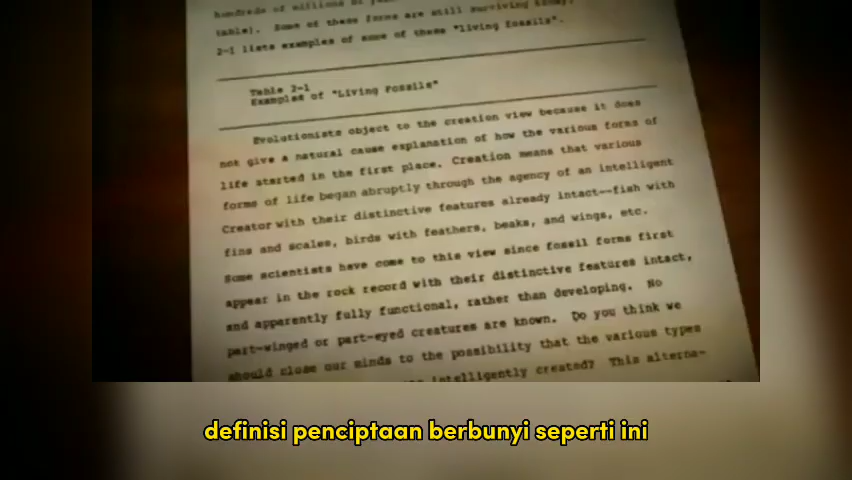 hundreds of millions of
table). Some of these forms are still surviving today.
2-1 lists examples of some of these "living fossils".
Table 2-1
Examples of "Living Fossils"
Evolutionists object to the creation view because it does
not give a natural cause explanation of how the various forms of
life started in the first place. Creation means that various
forms of life began abruptly through the agency of an intelligent
Creator with their distinctive features already intact--fish with
fins and scales, birds with feathers, beaks, and wings, etc.
Some scientists have come to this view since fossil forms first
appear in the rock record with their distinctive features intact,
and apparently fully functional, rather than developing. No
part-winged or part-eyed creatures are known. Do you think we
should close our minds to the possibility that the various types
intelligently created? This alterna-
definisi penciptaan berbunyi seperti ini